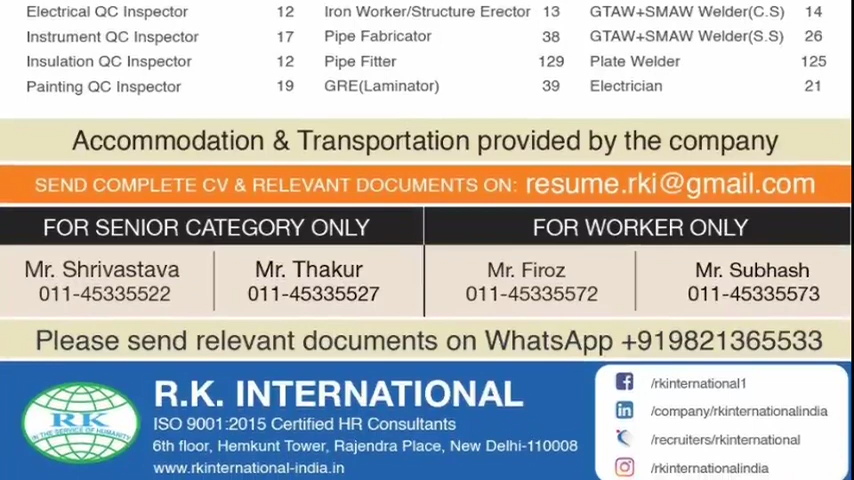 Electrical QC Inspector 12 Iron Worker/Structure Erector 13 GTAW+SMAW Welder(C.S) 14
Instrument QC Inspector 17 Pipe Fabricator 38 GTAW+SMAW Welder(S.S) 26
Insulation QC Inspector 12 Pipe Fitter 129 Plate Welder 125
Painting QC Inspector 19 GRE(Laminator) 39 Electrician 21
Accommodation & Transportation provided by the company
SEND COMPLETE CV & RELEVANT DOCUMENTS ON: resume.rki@gmail.com
FOR SENIOR CATEGORY ONLY FOR WORKER ONLY
Mr. Shrivastava Mr. Thakur Mr. Firoz Mr. Subhash
011-45335522 011-45335527 011-45335572 011-45335573
Please send relevant documents on WhatsApp +919821365533
RK
IN THE SERVICE OF HUMANITY
R.K. INTERNATIONAL
ISO 9001:2015 Certified HR Consultants
6th floor, Hemkunt Tower, Rajendra Place, New Delhi-110008
www.rkinternational-india.in
/rkinternational1
/company/rkinternationalindia
/recruiters/rkinternational
/rkinternationalindia